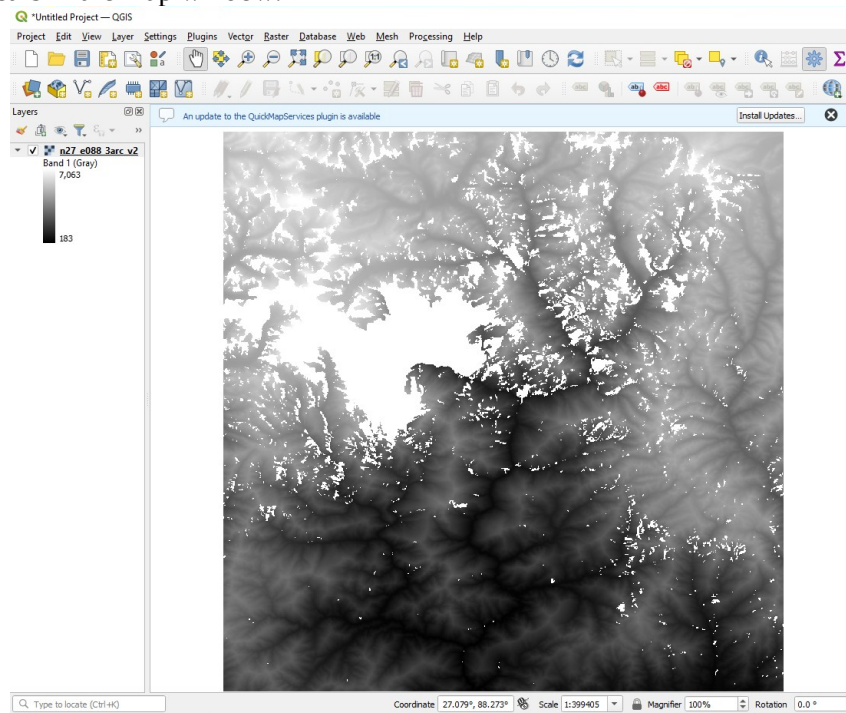 *Untitled Project — QGIS
Project Edit View Layer Settings Plugins Vector Raster Database Web Mesh Processing Help
Layers
An update to the QuickMapServices plugin is available
Install Updates...
n27_e088_3arc_v2
Band 1 (Gray)
7,063
183
Type to locate (Ctrl+K)
Coordinate 27.079°, 88.273° Scale 1:399405 Magnifier 100% Rotation 0.0 °